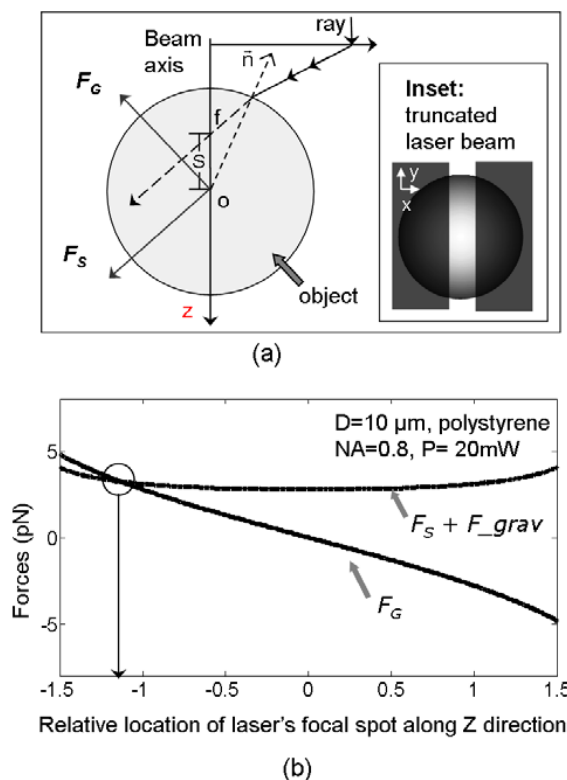 Beam
axis
ray
n
F_G
f
S
o
F_S
object
z
Inset:
truncated
laser beam
y
x
(a)
D=10 µm, polystyrene
NA=0.8, P= 20mW
5
0
-5
Forces (pN)
F_S + F_grav
F_G
-1.5 -1 -0.5 0 0.5 1 1.5
Relative location of laser's focal spot along Z direction
(b)